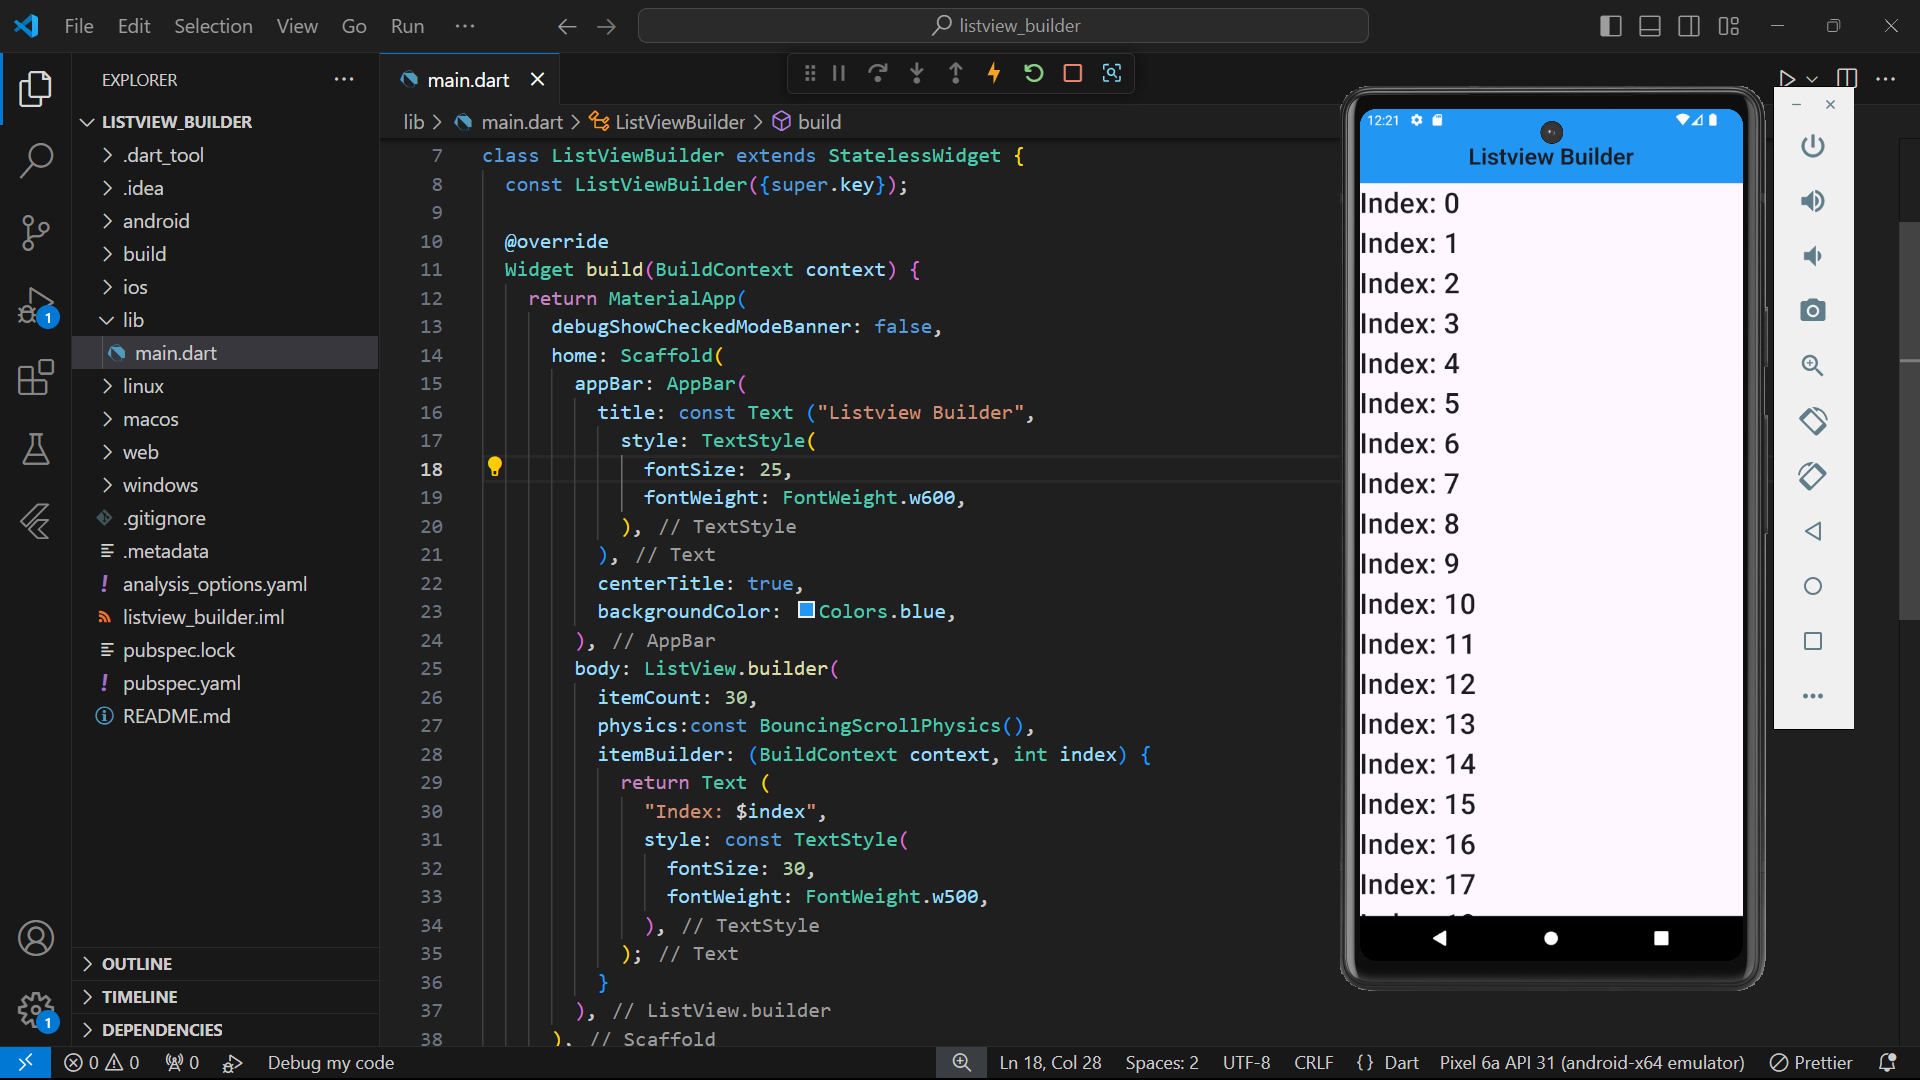 File Edit Selection View Go Run ···
listview_builder
EXPLORER ···
LISTVIEW_BUILDER
.dart_tool
.idea
android
build
ios
lib
main.dart
linux
macos
web
windows
.gitignore
.metadata
! analysis_options.yaml
listview_builder.iml
pubspec.lock
! pubspec.yaml
README.md
OUTLINE
TIMELINE
DEPENDENCIES
1
1
main.dart
lib > main.dart > ListViewBuilder > build
7 class ListViewBuilder extends StatelessWidget {
8 const ListViewBuilder({super.key});
9
10 @override
11 Widget build(BuildContext context) {
12 return MaterialApp(
13 debugShowCheckedModeBanner: false,
14 home: Scaffold(
15 appBar: AppBar(
16 title: const Text ("Listview Builder",
17 style: TextStyle(
18 fontSize: 25,
19 fontWeight: FontWeight.w600,
20 ), // TextStyle
21 ), // Text
22 centerTitle: true,
23 backgroundColor: Colors.blue,
24 ), // AppBar
25 body: ListView.builder(
26 itemCount: 30,
27 physics:const BouncingScrollPhysics(),
28 itemBuilder: (BuildContext context, int index) {
29 return Text (
30 "Index: $index",
31 style: const TextStyle(
32 fontSize: 30,
33 fontWeight: FontWeight.w500,
34 ), // TextStyle
35 ); // Text
36 }
37 ), // ListView.builder
38 ), // Scaffold
12:21
Listview Builder
Index: 0
Index: 1
Index: 2
Index: 3
Index: 4
Index: 5
Index: 6
Index: 7
Index: 8
Index: 9
Index: 10
Index: 11
Index: 12
Index: 13
Index: 14
Index: 15
Index: 16
Index: 17
0 0 0 Debug my code
Ln 18, Col 28 Spaces: 2 UTF-8 CRLF {} Dart Pixel 6a API 31 (android-x64 emulator) Prettier